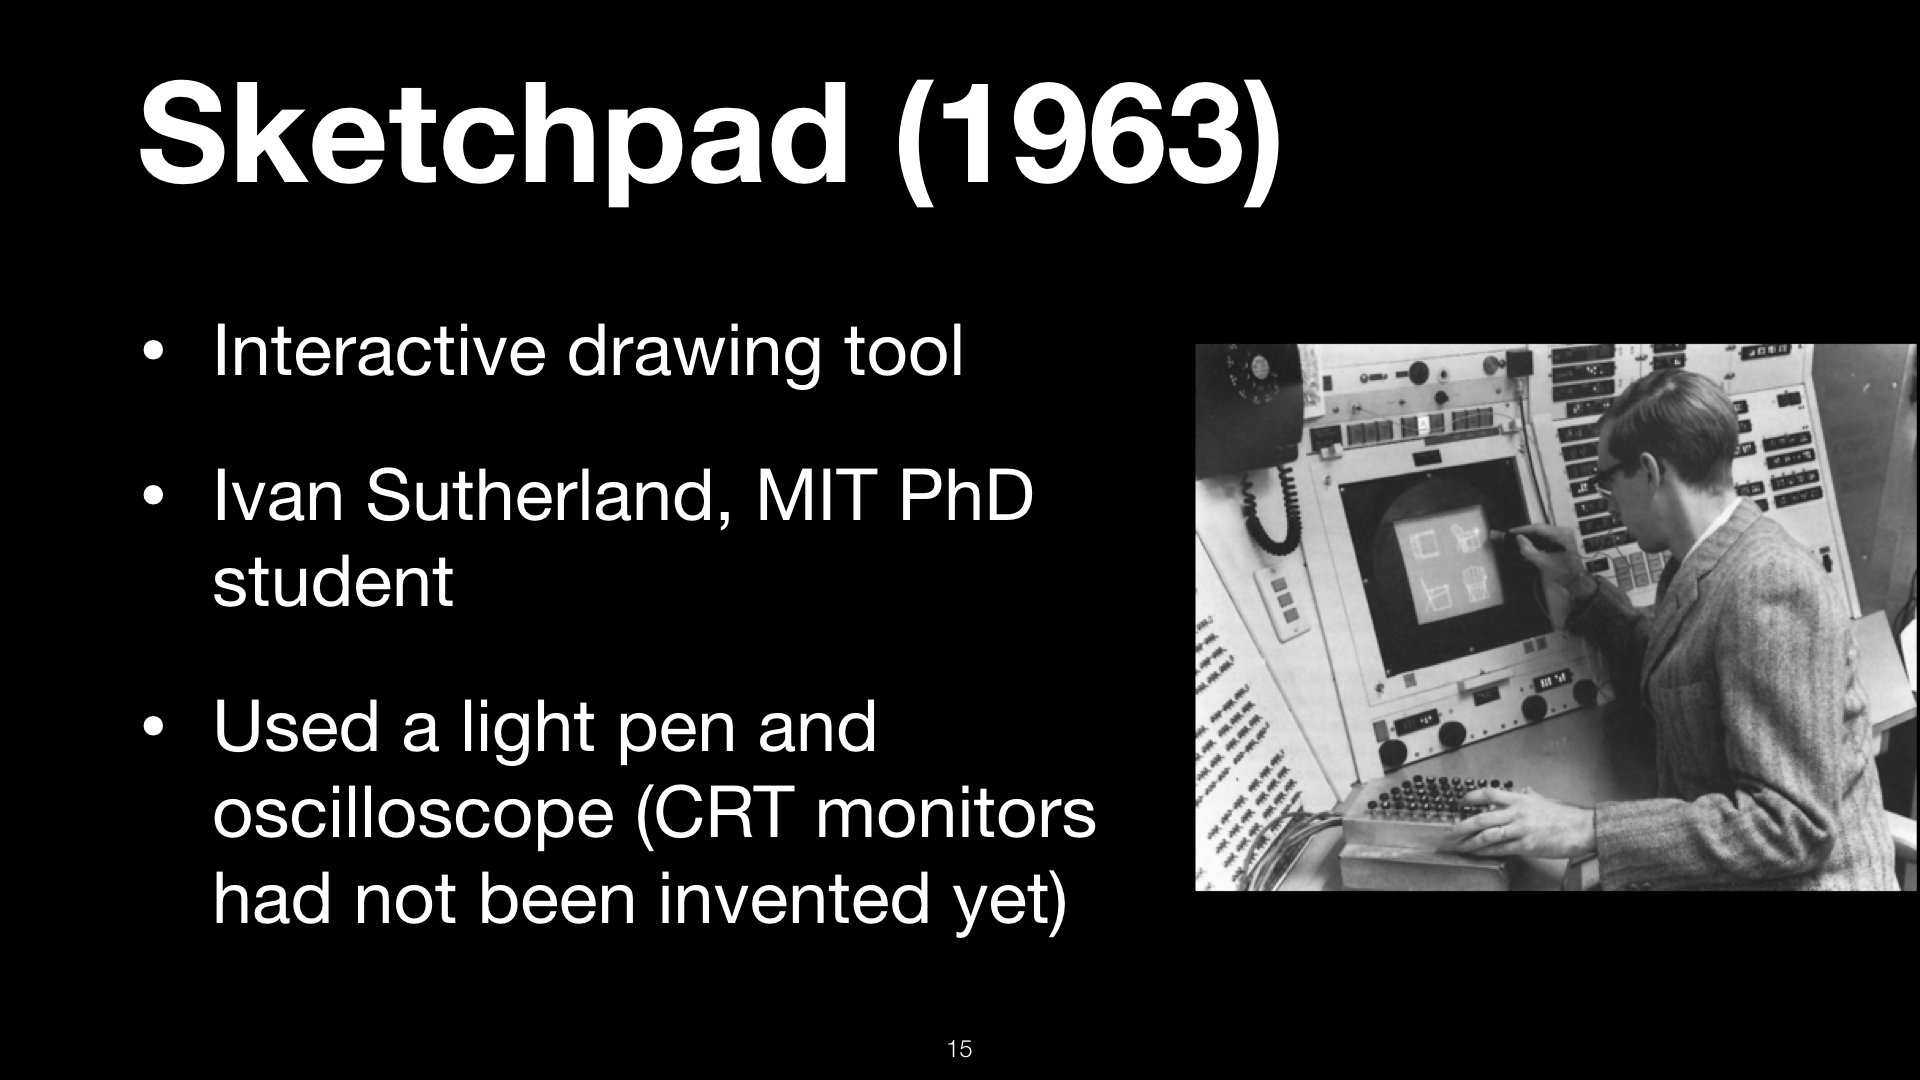 Sketchpad (1963)
• Interactive drawing tool
• Ivan Sutherland, MIT PhD
student
• Used a light pen and
oscilloscope (CRT monitors
had not been invented yet)
15